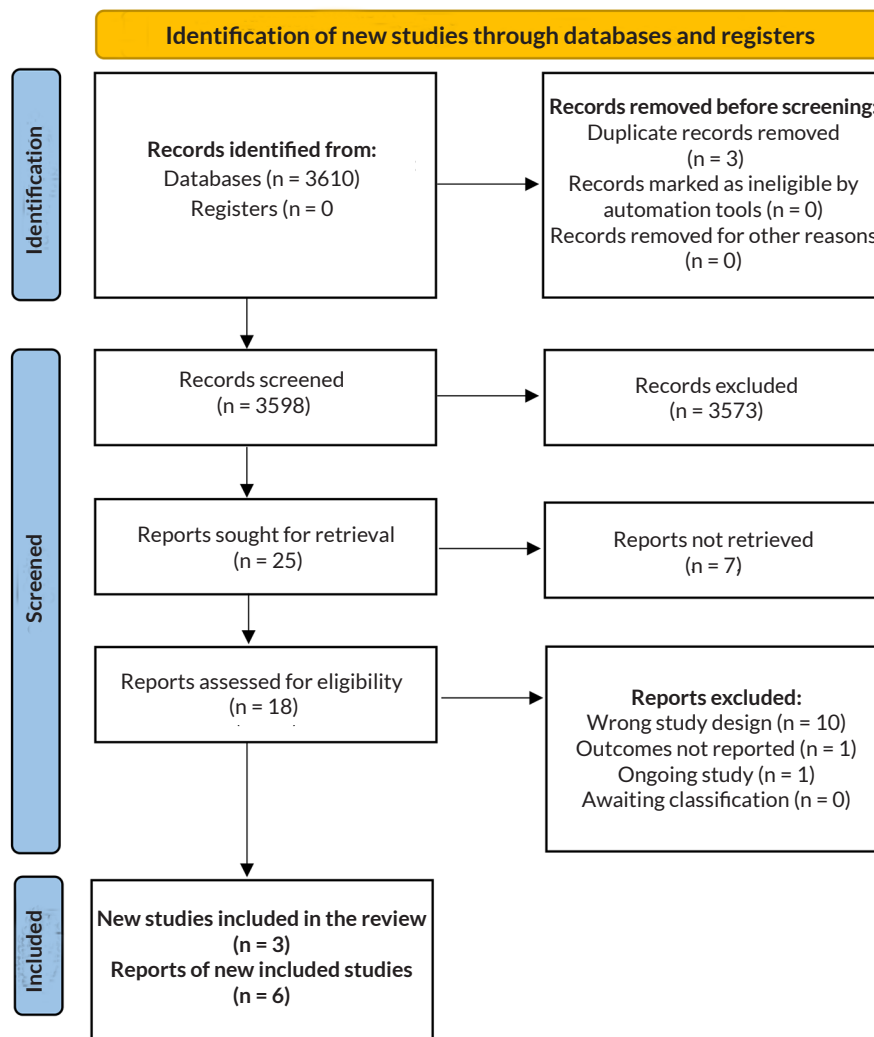 Identification of new studies through databases and registers
Identification
Records identified from:
Databases (n = 3610)
Registers (n = 0
Records removed before screening:
Duplicate records removed
(n = 3)
Records marked as ineligible by
automation tools (n = 0)
Records removed for other reasons
(n = 0)
Screened
Records screened
(n = 3598)
Records excluded
(n = 3573)
Reports sought for retrieval
(n = 25)
Reports not retrieved
(n = 7)
Reports assessed for eligibility
(n = 18)
Reports excluded:
Wrong study design (n = 10)
Outcomes not reported (n = 1)
Ongoing study (n = 1)
Awaiting classification (n = 0)
Included
New studies included in the review
(n = 3)
Reports of new included studies
(n = 6)